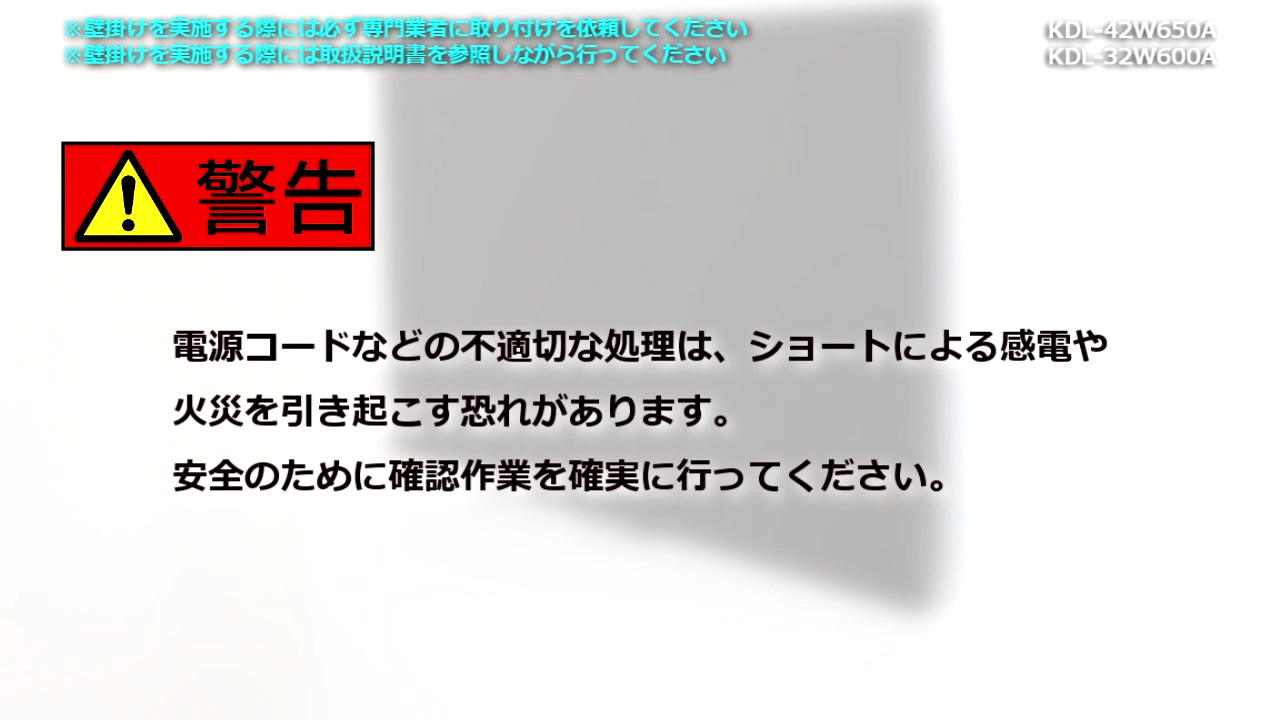 ※壁掛けを実施する際には必ず専門業者に取り付けを依頼してください
※壁掛けを実施する際には取扱説明書を参照しながら行ってください
KDL-42W650A
KDL-32W600A
警告
電源コードなどの不適切な処理は、ショートによる感電や
火災を引き起こす恐れがあります。
安全のために確認作業を確実に行ってください。